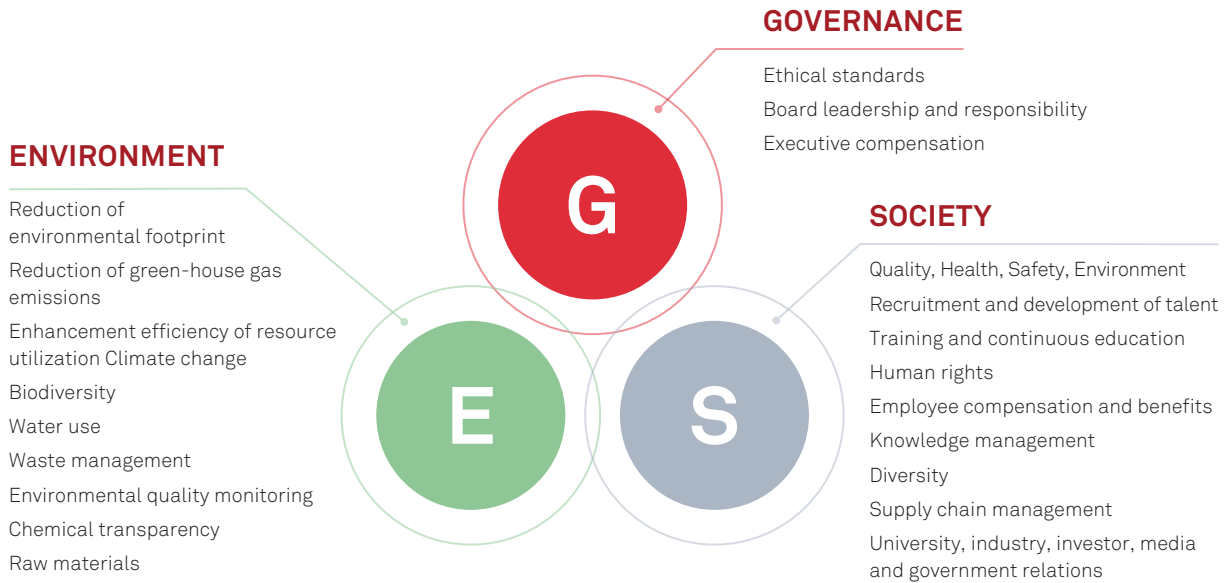 GOVERNANCE
Ethical standards
Board leadership and responsibility
Executive compensation
ENVIRONMENT
Reduction of
environmental footprint
Reduction of green-house gas
emissions
Enhancement efficiency of resource
utilization Climate change
Biodiversity
Water use
Waste management
Environmental quality monitoring
Chemical transparency
Raw materials
G
E
S
SOCIETY
Quality, Health, Safety, Environment
Recruitment and development of talent
Training and continuous education
Human rights
Employee compensation and benefits
Knowledge management
Diversity
Supply chain management
University, industry, investor, media
and government relations